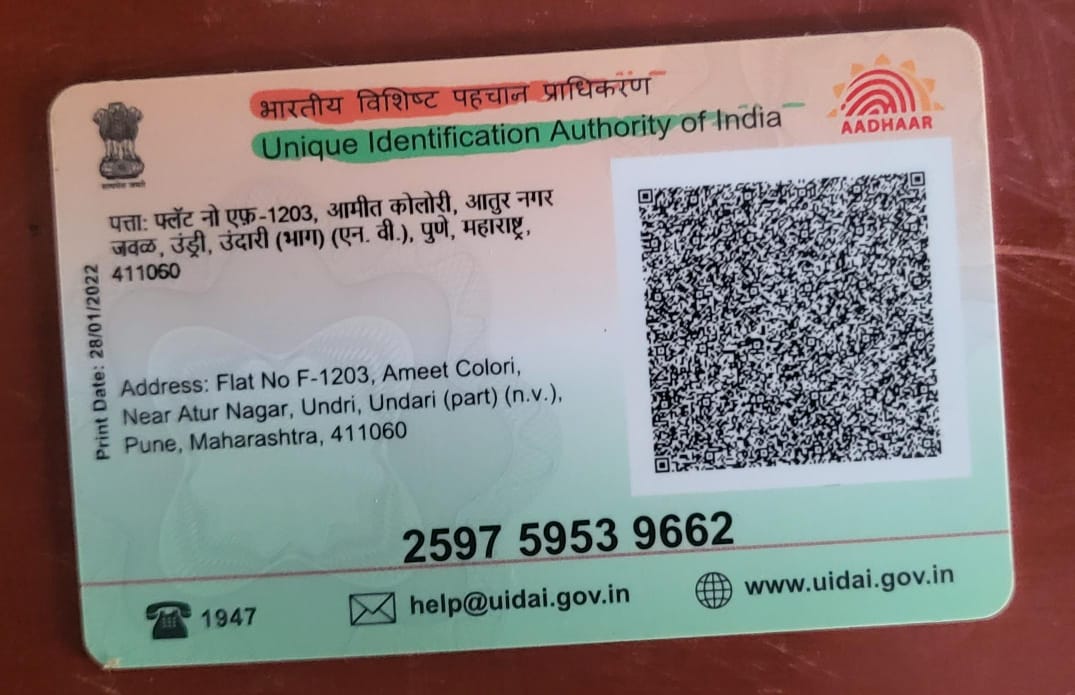 भारतीय विशिष्ट पहचान प्राधिकरण
Unique Identification Authority of India
AADHAAR
पत्ता: फ्लॅट नो एफ़-1203, आमीत कोलोरी, आतुर नगर
जवळ, उंड्री, उंदारी (भाग) (एन. वी.), पुणे, महाराष्ट्र,
411060
Print Date: 28/01/2022
Address: Flat No F-1203, Ameet Colori,
Near Atur Nagar, Undri, Undari (part) (n.v.),
Pune, Maharashtra, 411060
2597 5953 9662
1947
help@uidai.gov.in
www.uidai.gov.in